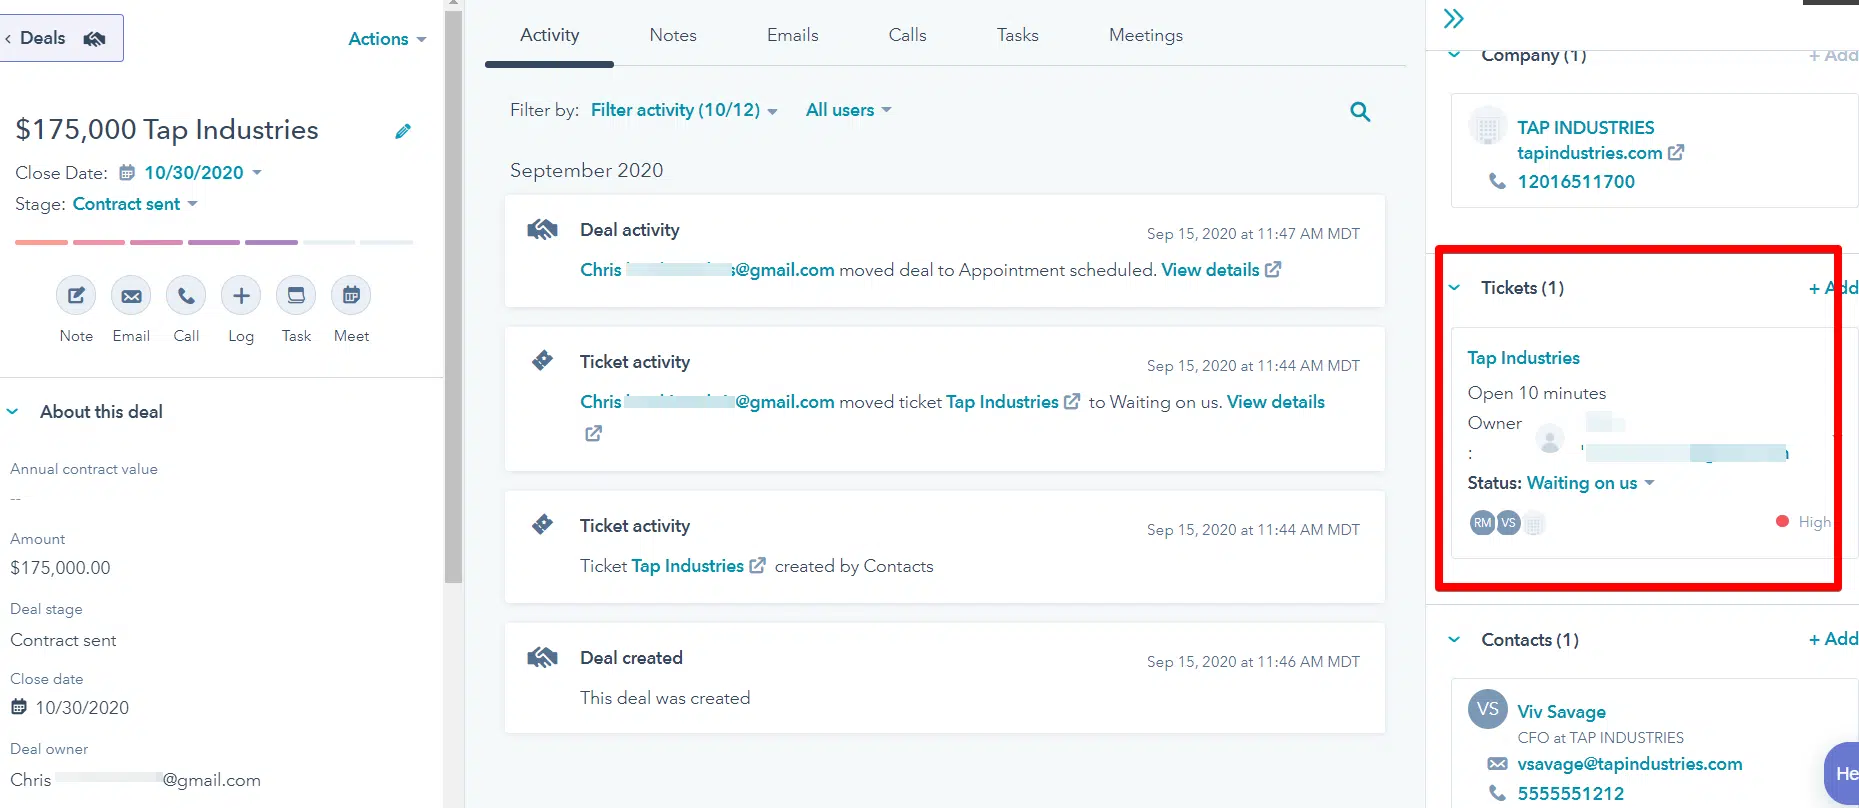 Deals
Actions
$175,000 Tap Industries
Close Date: 10/30/2020
Stage: Contract sent
Note Email Call Log Task Meet
About this deal
Annual contract value
--
Amount
$175,000.00
Deal stage
Contract sent
Close date
10/30/2020
Deal owner
Chris @gmail.com
Activity Notes Emails Calls Tasks Meetings
Filter by: Filter activity (10/12) All users
September 2020
Deal activity Sep 15, 2020 at 11:47 AM MDT
Chris s@gmail.com moved deal to Appointment scheduled. View details
Ticket activity Sep 15, 2020 at 11:44 AM MDT
Chris @gmail.com moved ticket Tap Industries to Waiting on us. View details
Ticket activity Sep 15, 2020 at 11:44 AM MDT
Ticket Tap Industries created by Contacts
Deal created Sep 15, 2020 at 11:46 AM MDT
This deal was created
Company (1) + Add
TAP INDUSTRIES
tapindustries.com
12016511700
Tickets (1) + Add
Tap Industries
Open 10 minutes
Owner
:
Status: Waiting on us
RM VS High
Contacts (1) + Add
VS Viv Savage
CFO at TAP INDUSTRIES
vsavage@tapindustries.com
5555551212
He